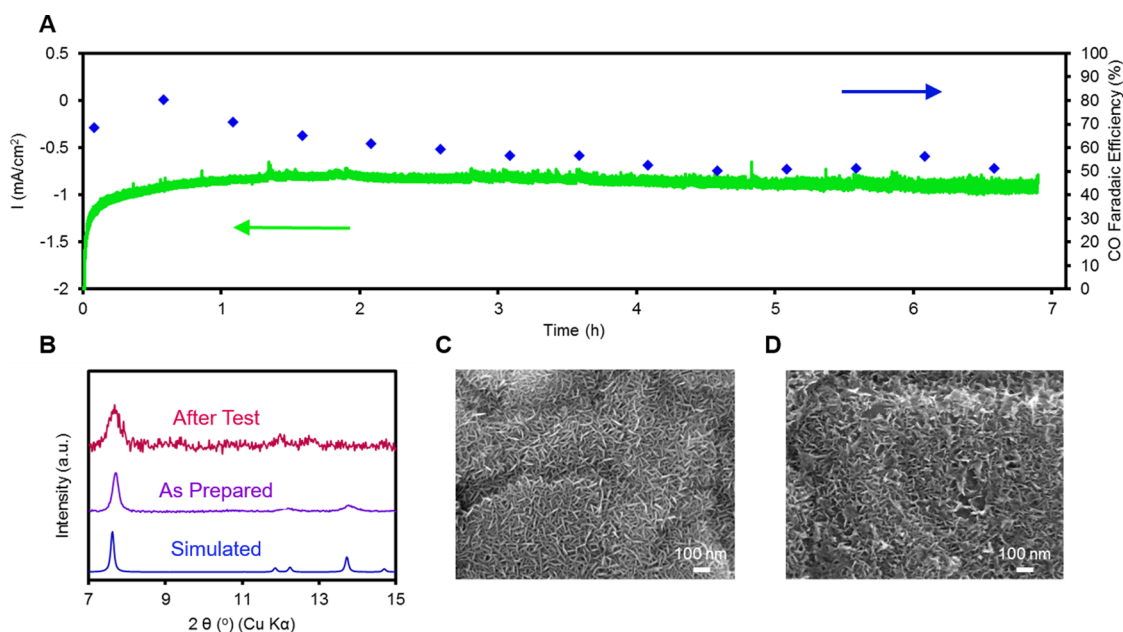 A
0.5
0
-0.5
-1
-1.5
-2
I (mA/cm²)
0
1
2
3
4
5
6
7
Time (h)
100
90
80
70
60
50
40
30
20
10
0
CO Faradaic Efficiency (%)
B
After Test
As Prepared
Simulated
Intensity (a.u.)
7
9
11
13
15
2 θ (º) (Cu Kα)
C
100 nm
D
100 nm